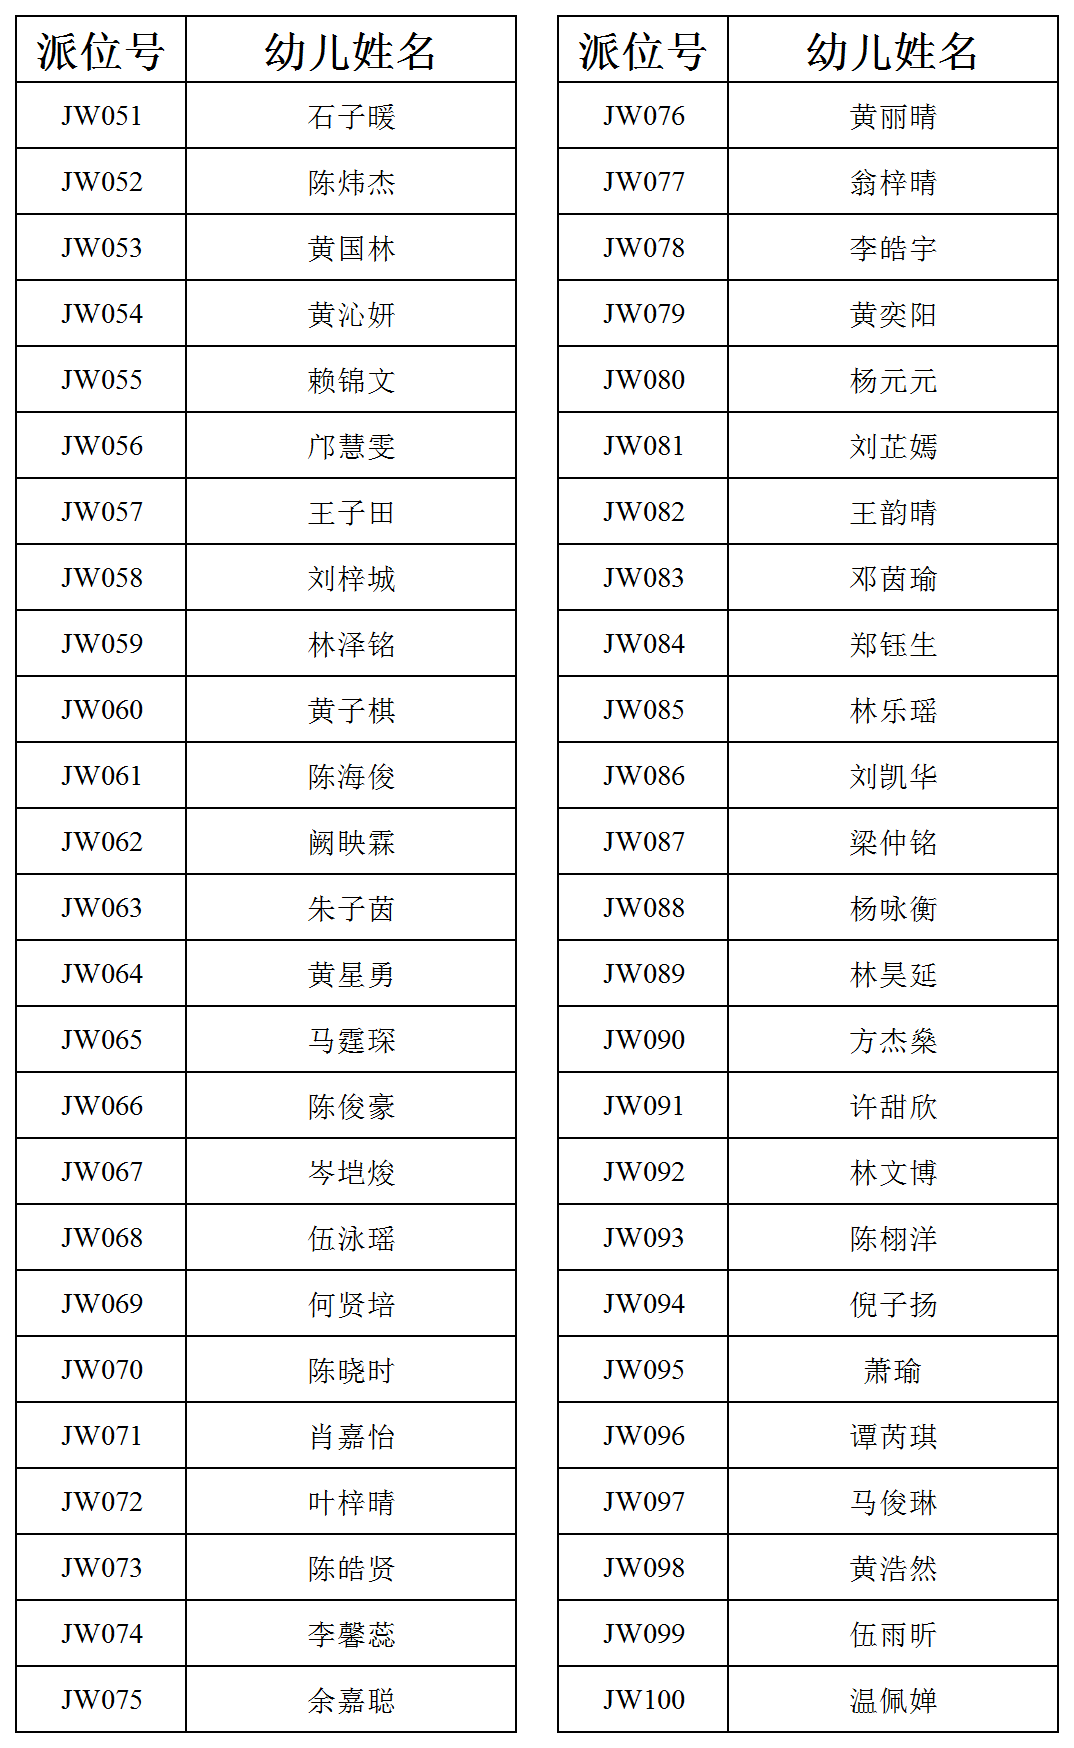 派位号 幼儿姓名
JW051 石子暖
JW052 陈炜杰
JW053 黄国林
JW054 黄沁妍
JW055 赖锦文
JW056 邝慧雯
JW057 王子田
JW058 刘梓城
JW059 林泽铭
JW060 黄子棋
JW061 陈海俊
JW062 阙映霖
JW063 朱子茵
JW064 黄星勇
JW065 马霆琛
JW066 陈俊豪
JW067 岑垲焌
JW068 伍泳瑶
JW069 何贤培
JW070 陈晓时
JW071 肖嘉怡
JW072 叶梓晴
JW073 陈皓贤
JW074 李馨蕊
JW075 余嘉聪
派位号 幼儿姓名
JW076 黄丽晴
JW077 翁梓晴
JW078 李皓宇
JW079 黄奕阳
JW080 杨元元
JW081 刘芷嫣
JW082 王韵晴
JW083 邓茵瑜
JW084 郑钰生
JW085 林乐瑶
JW086 刘凯华
JW087 梁仲铭
JW088 杨咏衡
JW089 林昊延
JW090 方杰燊
JW091 许甜欣
JW092 林文博
JW093 陈栩洋
JW094 倪子扬
JW095 萧瑜
JW096 谭芮琪
JW097 马俊琳
JW098 黄浩然
JW099 伍雨昕
JW100 温佩婵